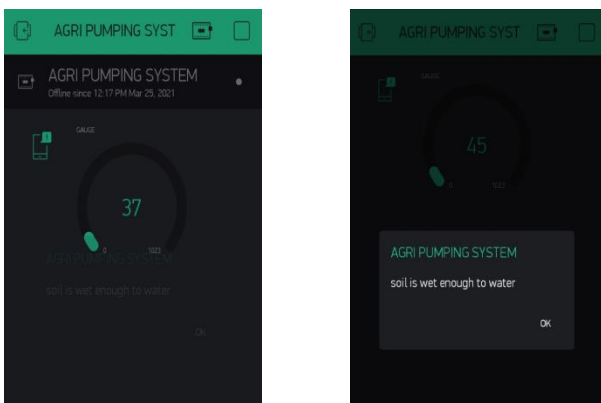 AGRI PUMPING SYST
AGRI PUMPING SYSTEM
Offline since 12:17 PM Mar 25, 2021
GAUGE
37
0
1023
AGRI PUMPING SYSTEM
soil is wet enough to water
OK
AGRI PUMPING SYST
GAUGE
45
0
1023
AGRI PUMPING SYSTEM
soil is wet enough to water
OK